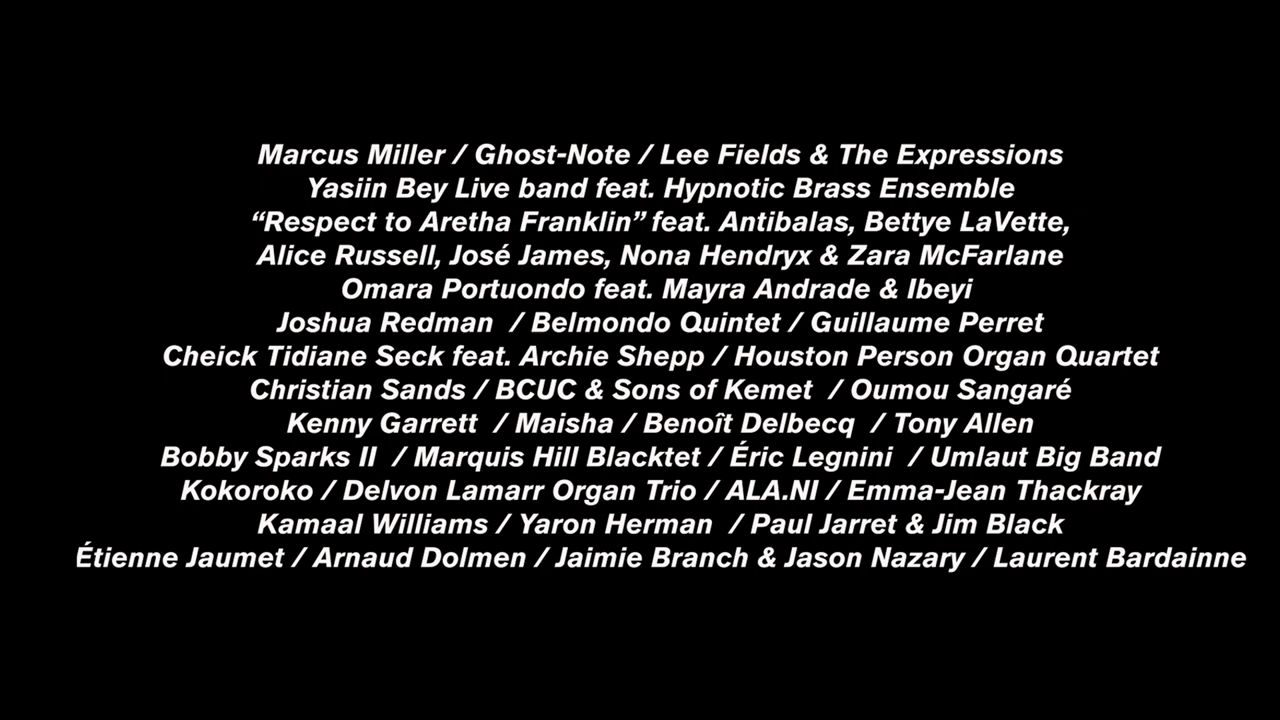 Marcus Miller / Ghost-Note / Lee Fields & The Expressions
Yasiin Bey Live band feat. Hypnotic Brass Ensemble
“Respect to Aretha Franklin” feat. Antibalas, Bettye LaVette,
Alice Russell, José James, Nona Hendryx & Zara McFarlane
Omara Portuondo feat. Mayra Andrade & Ibeyi
Joshua Redman / Belmondo Quintet / Guillaume Perret
Cheick Tidiane Seck feat. Archie Shepp / Houston Person Organ Quartet
Christian Sands / BCUC & Sons of Kemet / Oumou Sangaré
Kenny Garrett / Maisha / Benoît Delbecq / Tony Allen
Bobby Sparks II / Marquis Hill Blacktet / Éric Legnini / Umlaut Big Band
Kokoroko / Delvon Lamarr Organ Trio / ALA.NI / Emma-Jean Thackray
Kamaal Williams / Yaron Herman / Paul Jarret & Jim Black
Étienne Jaumet / Arnaud Dolmen / Jaimie Branch & Jason Nazary / Laurent Bardainne